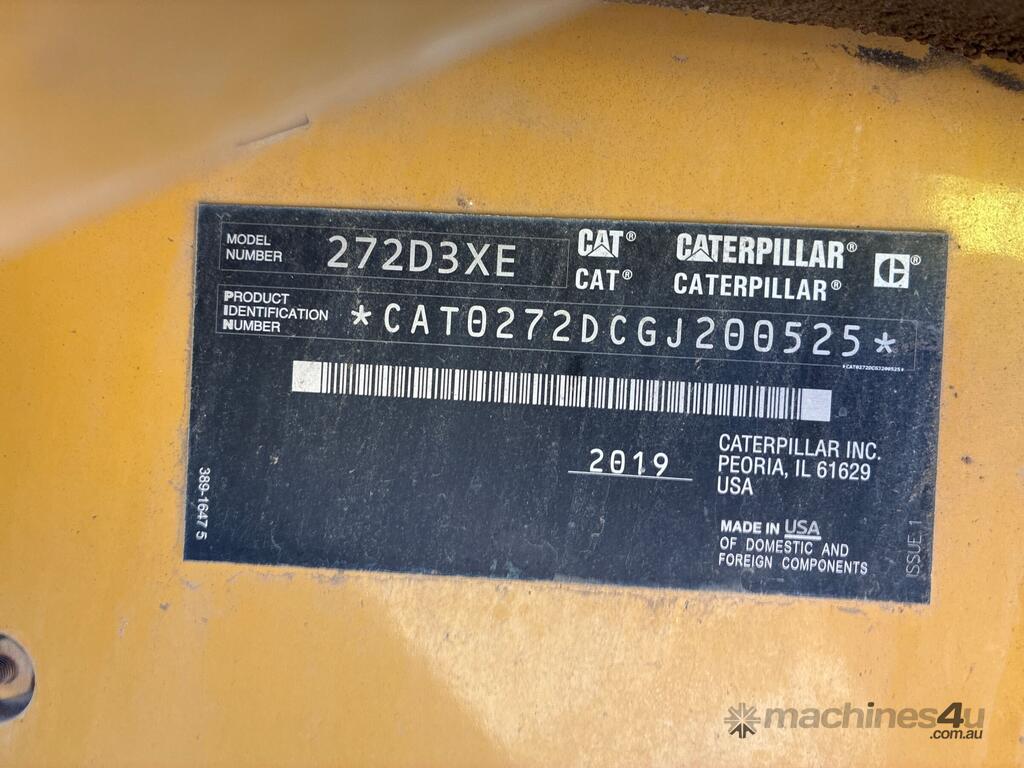 MODEL
NUMBER
272D3XE
CAT® CATERPILLAR® C®
CAT® CATERPILLAR®
PRODUCT
IDENTIFICATION
NUMBER
*CAT0272DCGJ200525*
*CAT0272DCGJ200525*
2019
CATERPILLAR INC.
PEORIA, IL 61629
USA
MADE IN USA
OF DOMESTIC AND
FOREIGN COMPONENTS
389-1647 5
ISSUE 1
machines4u
.com.au